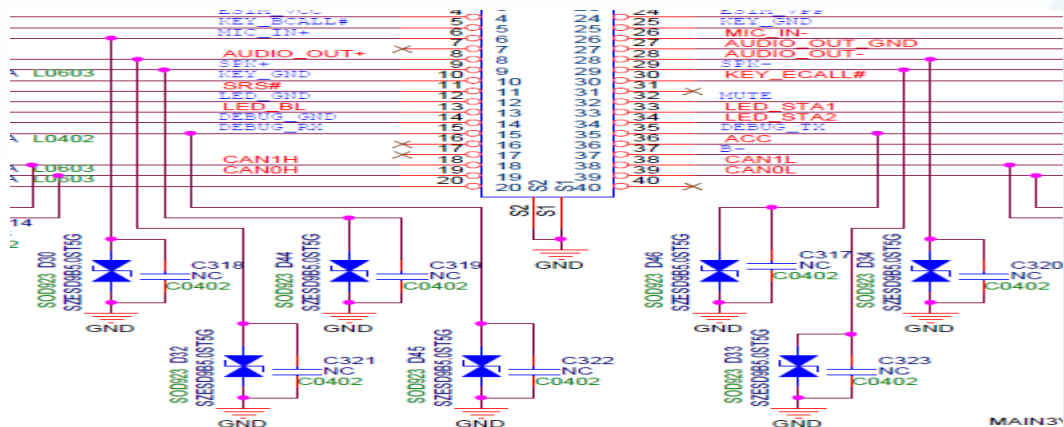 ESIM_VCC 4 4 24 24 ESIM_VPP
KEY_BCALL# 5 5 25 25 KEY_GND
MIC_IN+ 6 6 26 26 MIC_IN-
7 7 27 27 AUDIO_OUT_GND
AUDIO_OUT+ 8 8 28 28 AUDIO_OUT-
SPK+ 9 9 29 29 SPK-
A L0603 KEY_GND 10 10 30 30 KEY_ECALL#
SRS# 11 11 31 31
LED_GND 12 12 32 32 MUTE
LED_BL 13 13 33 33 LED_STA1
DEBUG_GND 14 14 34 34 LED_STA2
DEBUG_RX 15 15 35 35 DEBUG_TX
A L0402 16 16 36 36 ACC
17 17 37 37 B-
A L0603 CAN1H 18 18 38 38 CAN1L
A L0603 CAN0H 19 19 39 39 CAN0L
20 20 40 40
S2 S1
S2 S1
14
2
GND
SOD923 D30
SZESD9B5.0ST5G
C318
NC
C0402
GND
SOD923 D44
SZESD9B5.0ST5G
C319
NC
C0402
GND
SOD923 D46
SZESD9B5.0ST5G
C317
NC
C0402
GND
SOD923 D34
SZESD9B5.0ST5G
C320
NC
C0402
GND
SOD923 D32
SZESD9B5.0ST5G
C321
NC
C0402
GND
SOD923 D45
SZESD9B5.0ST5G
C322
NC
C0402
GND
SOD923 D33
SZESD9B5.0ST5G
C323
NC
C0402
GND
MAIN3V